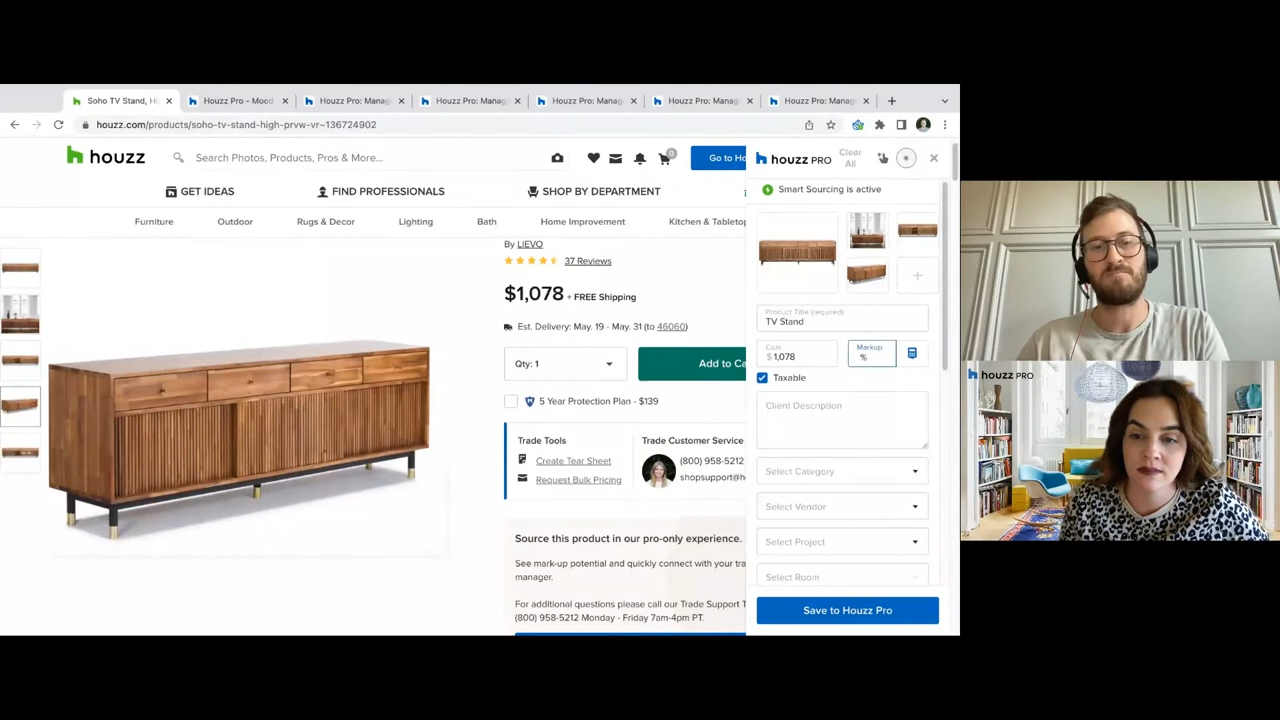 Soho TV Stand, Hi
Houzz Pro - Mood
Houzz Pro: Manag
Houzz Pro: Manag
Houzz Pro: Manag
Houzz Pro: Manag
Houzz Pro: Manag
houzz.com/products/soho-tv-stand-high-prvw-vr~136724902
houzz
Search Photos, Products, Pros & More...
0
Go to Ho
GET IDEAS
FIND PROFESSIONALS
SHOP BY DEPARTMENT
Furniture
Outdoor
Rugs & Decor
Lighting
Bath
Home Improvement
Kitchen & Tabletop
By LIEVO
37 Reviews
$1,078 + FREE Shipping
Est. Delivery: May. 19 - May. 31 (to 46060)
Qty: 1
Add to Ca
5 Year Protection Plan - $139
Trade Tools
Create Tear Sheet
Request Bulk Pricing
Trade Customer Service
(800) 958-5212
shopsupport@h
Source this product in our pro-only experience.
See mark-up potential and quickly connect with your tra
manager.
For additional questions please call our Trade Support T
(800) 958-5212 Monday - Friday 7am-4pm PT.
houzz PRO
Clear
All
Smart Sourcing is active
Product Title (required)
TV Stand
Cost
$ 1,078
Markup
%
Taxable
Client Description
Select Category
Select Vendor
Select Project
Select Room
Save to Houzz Pro
houzz PRO